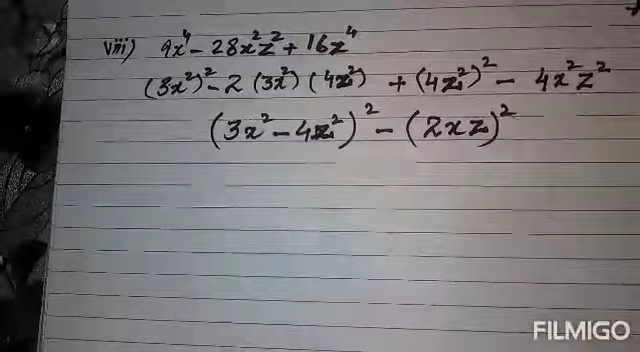 viii) 9x⁴ - 28x²z² + 16z⁴
(3x²)² - 2 (3x²) (4z²) + (4z²)² - 4x²z²
(3x² - 4z²)² - (2xz)²
FILMIGO